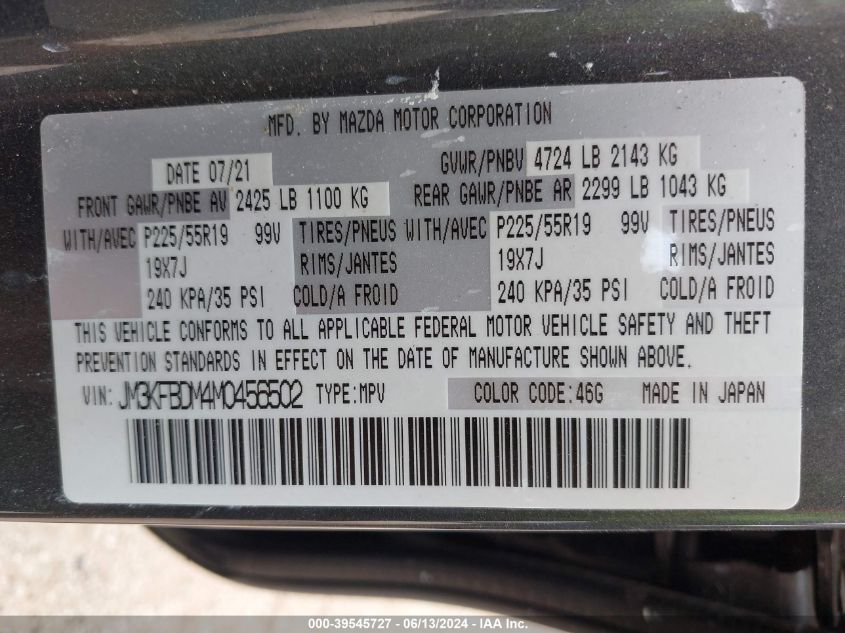 MFD. BY MAZDA MOTOR CORPORATION
DATE 07/21 GVWR/PNBV 4724 LB 2143 KG
FRONT GAWR/PNBE AV 2425 LB 1100 KG REAR GAWR/PNBE AR 2299 LB 1043 KG
WITH/AVEC P225/55R19 99V TIRES/PNEUS WITH/AVEC P225/55R19 99V TIRES/PNEUS
19X7J RIMS/JANTES 19X7J RIMS/JANTES
240 KPA/35 PSI COLD/A FROID 240 KPA/35 PSI COLD/A FROID
THIS VEHICLE CONFORMS TO ALL APPLICABLE FEDERAL MOTOR VEHICLE SAFETY AND THEFT
PREVENTION STANDARDS IN EFFECT ON THE DATE OF MANUFACTURE SHOWN ABOVE.
VIN: JM3KFBDM4M0456502 TYPE:MPV COLOR CODE:46G MADE IN JAPAN
000-39545727 - 06/13/2024 - IAA Inc.